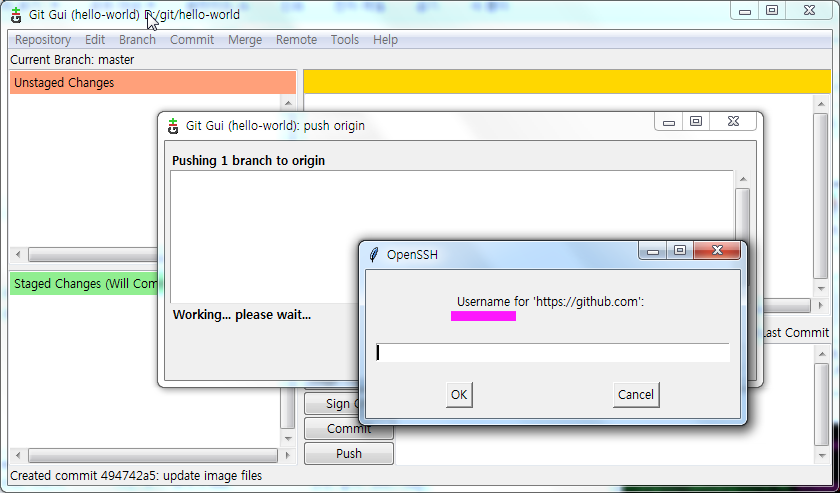 Git Gui (hello-world) D:/git/hello-world
Repository Edit Branch Commit Merge Remote Tools Help
Current Branch: master
Unstaged Changes
Git Gui (hello-world): push origin
Pushing 1 branch to origin
OpenSSH
Staged Changes (Will Com
Username for 'https://github.com':
Working... please wait...
Last Commit
OK Cancel
Sign
Commit
Push
Created commit 494742a5: update image files